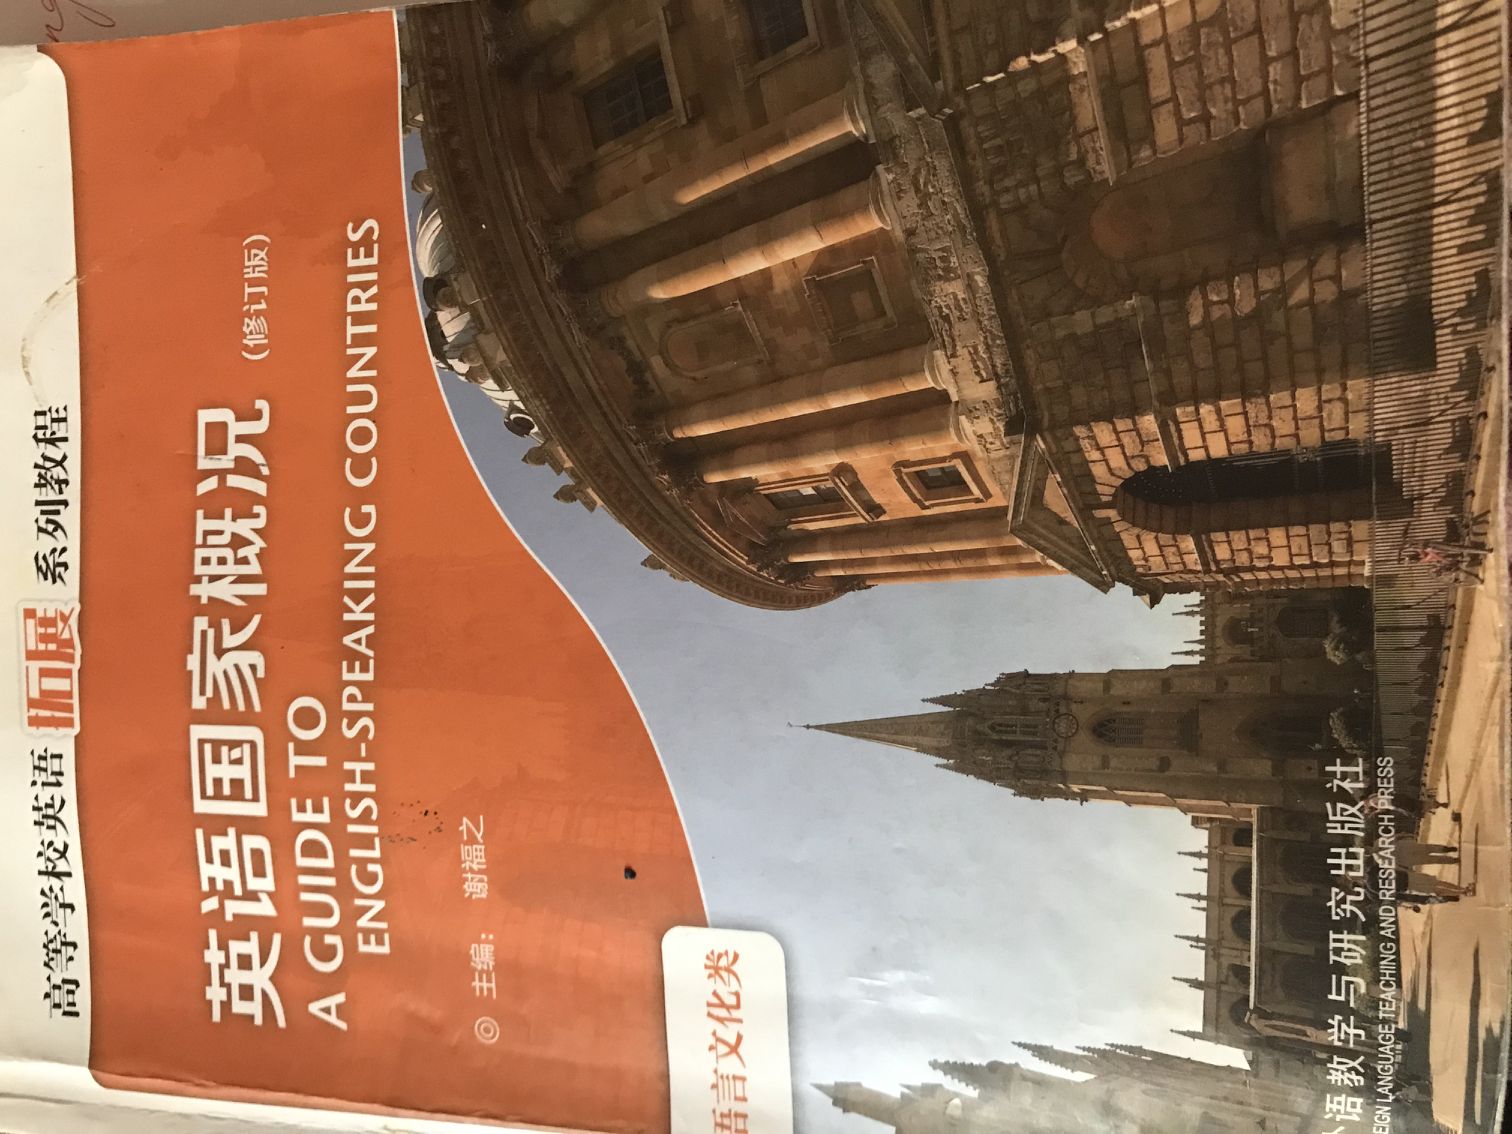 高等学校英语拓展系列教程
英语国家概况（修订版）
A GUIDE TO
ENGLISH-SPEAKING COUNTRIES
主编： 谢福之
语言文化类
外语教学与研究出版社
EIGN LANGUAGE TEACHING AND RESEARCH PRESS